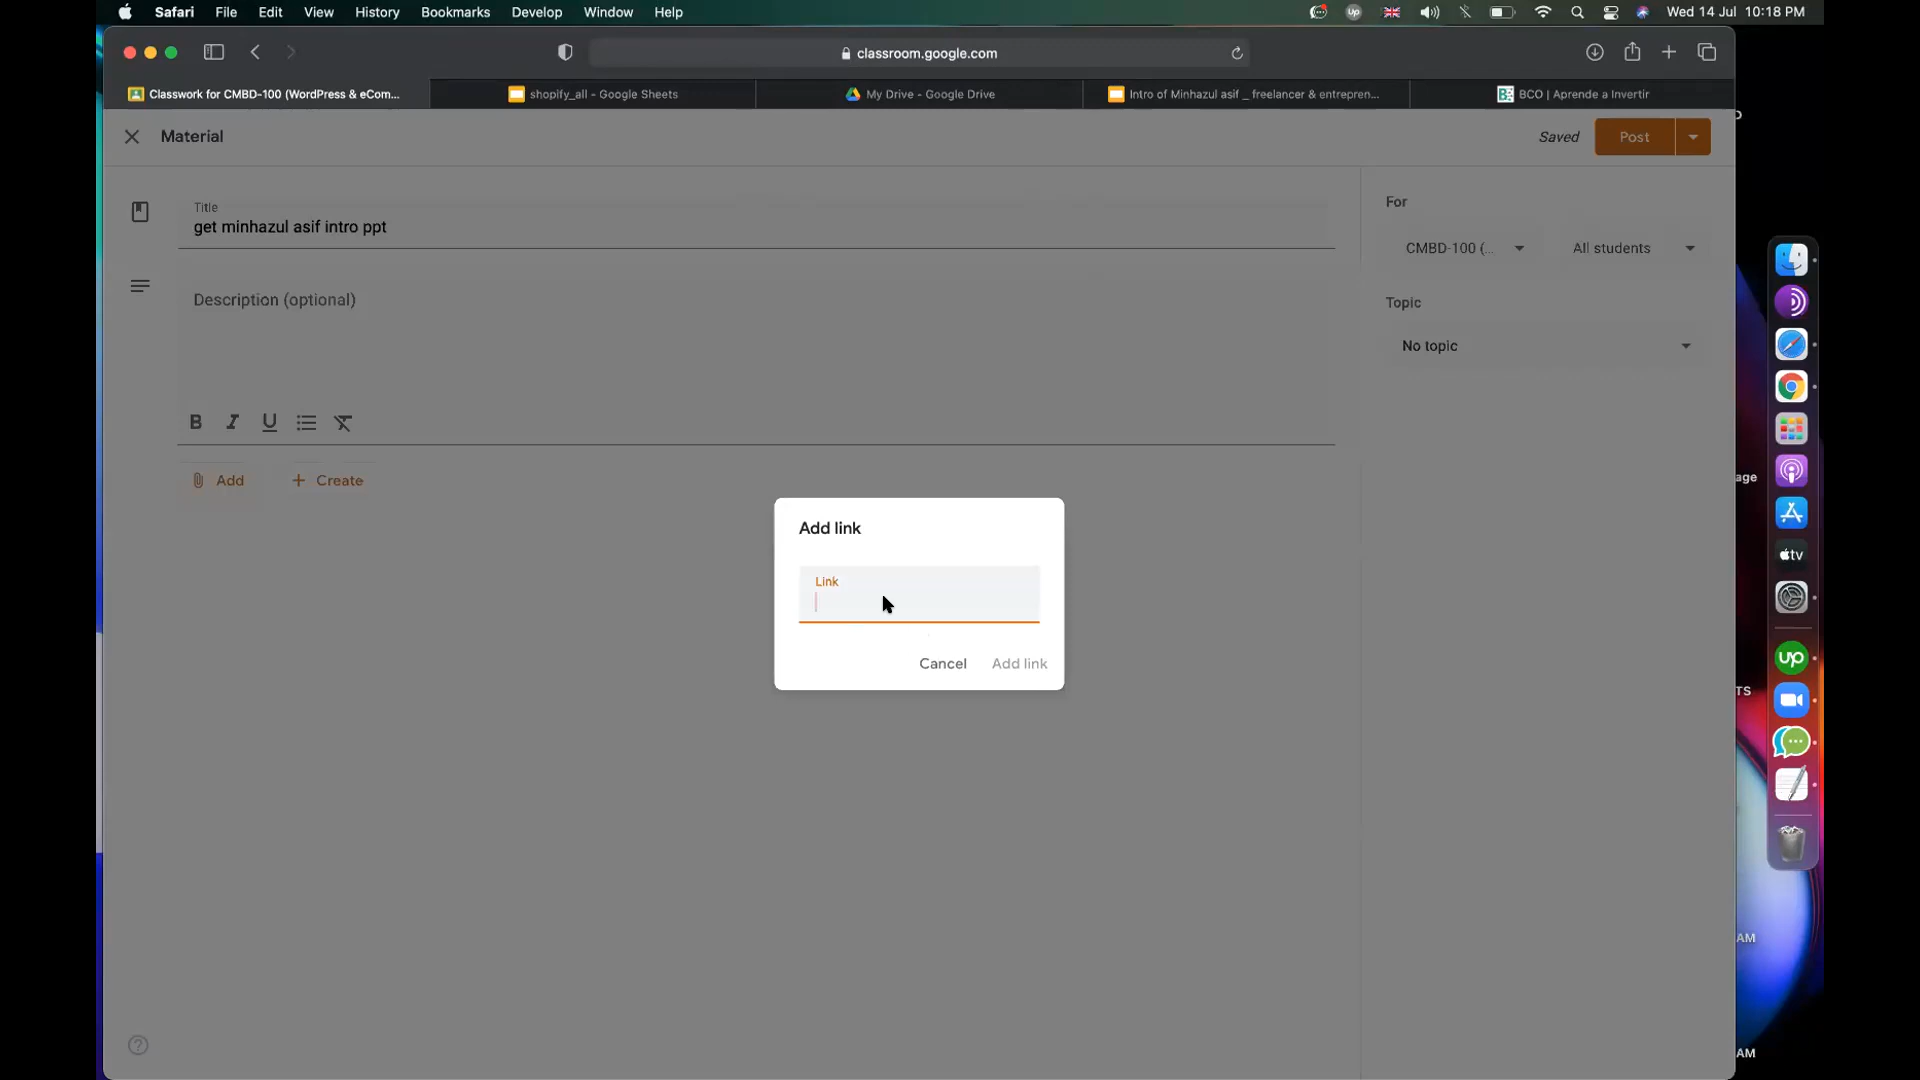 Safari File Edit View History Bookmarks Develop Window Help Up Wed 14 Jul 10:18 PM
classroom.google.com
Classwork for CMBD-100 (WordPress & eCom... shopify_all - Google Sheets My Drive - Google Drive Intro of Minhazul asif _ freelancer & entrepren... BCO | Aprende a Invertir
Material Saved Post
Title
get minhazul asif intro ppt
Description (optional)
B I U
Add Create
For
CMBD-100 (... All students
Topic
No topic
Add link
Link
Cancel Add link
age
tv
up
TS
AM
AM